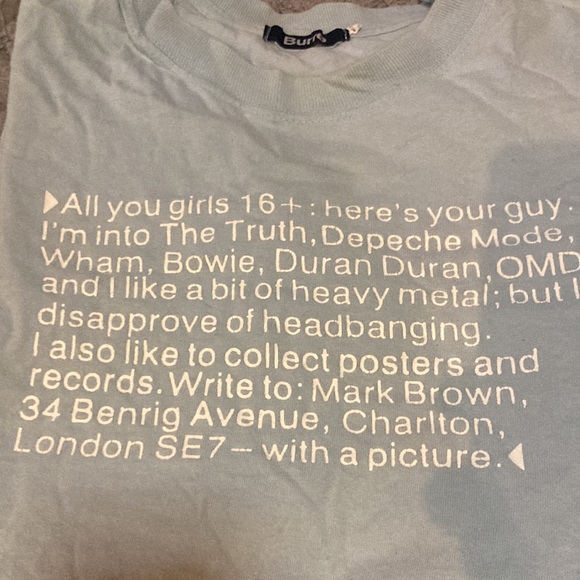 ▶All you girls 16+: here's your guy.
I'm into The Truth, Depeche Mode,
Wham, Bowie, Duran Duran, OMD
and I like a bit of heavy metal; but I
disapprove of headbanging.
I also like to collect posters and
records. Write to: Mark Brown,
34 Benrig Avenue, Charlton,
London SE7 -- with a picture.◀